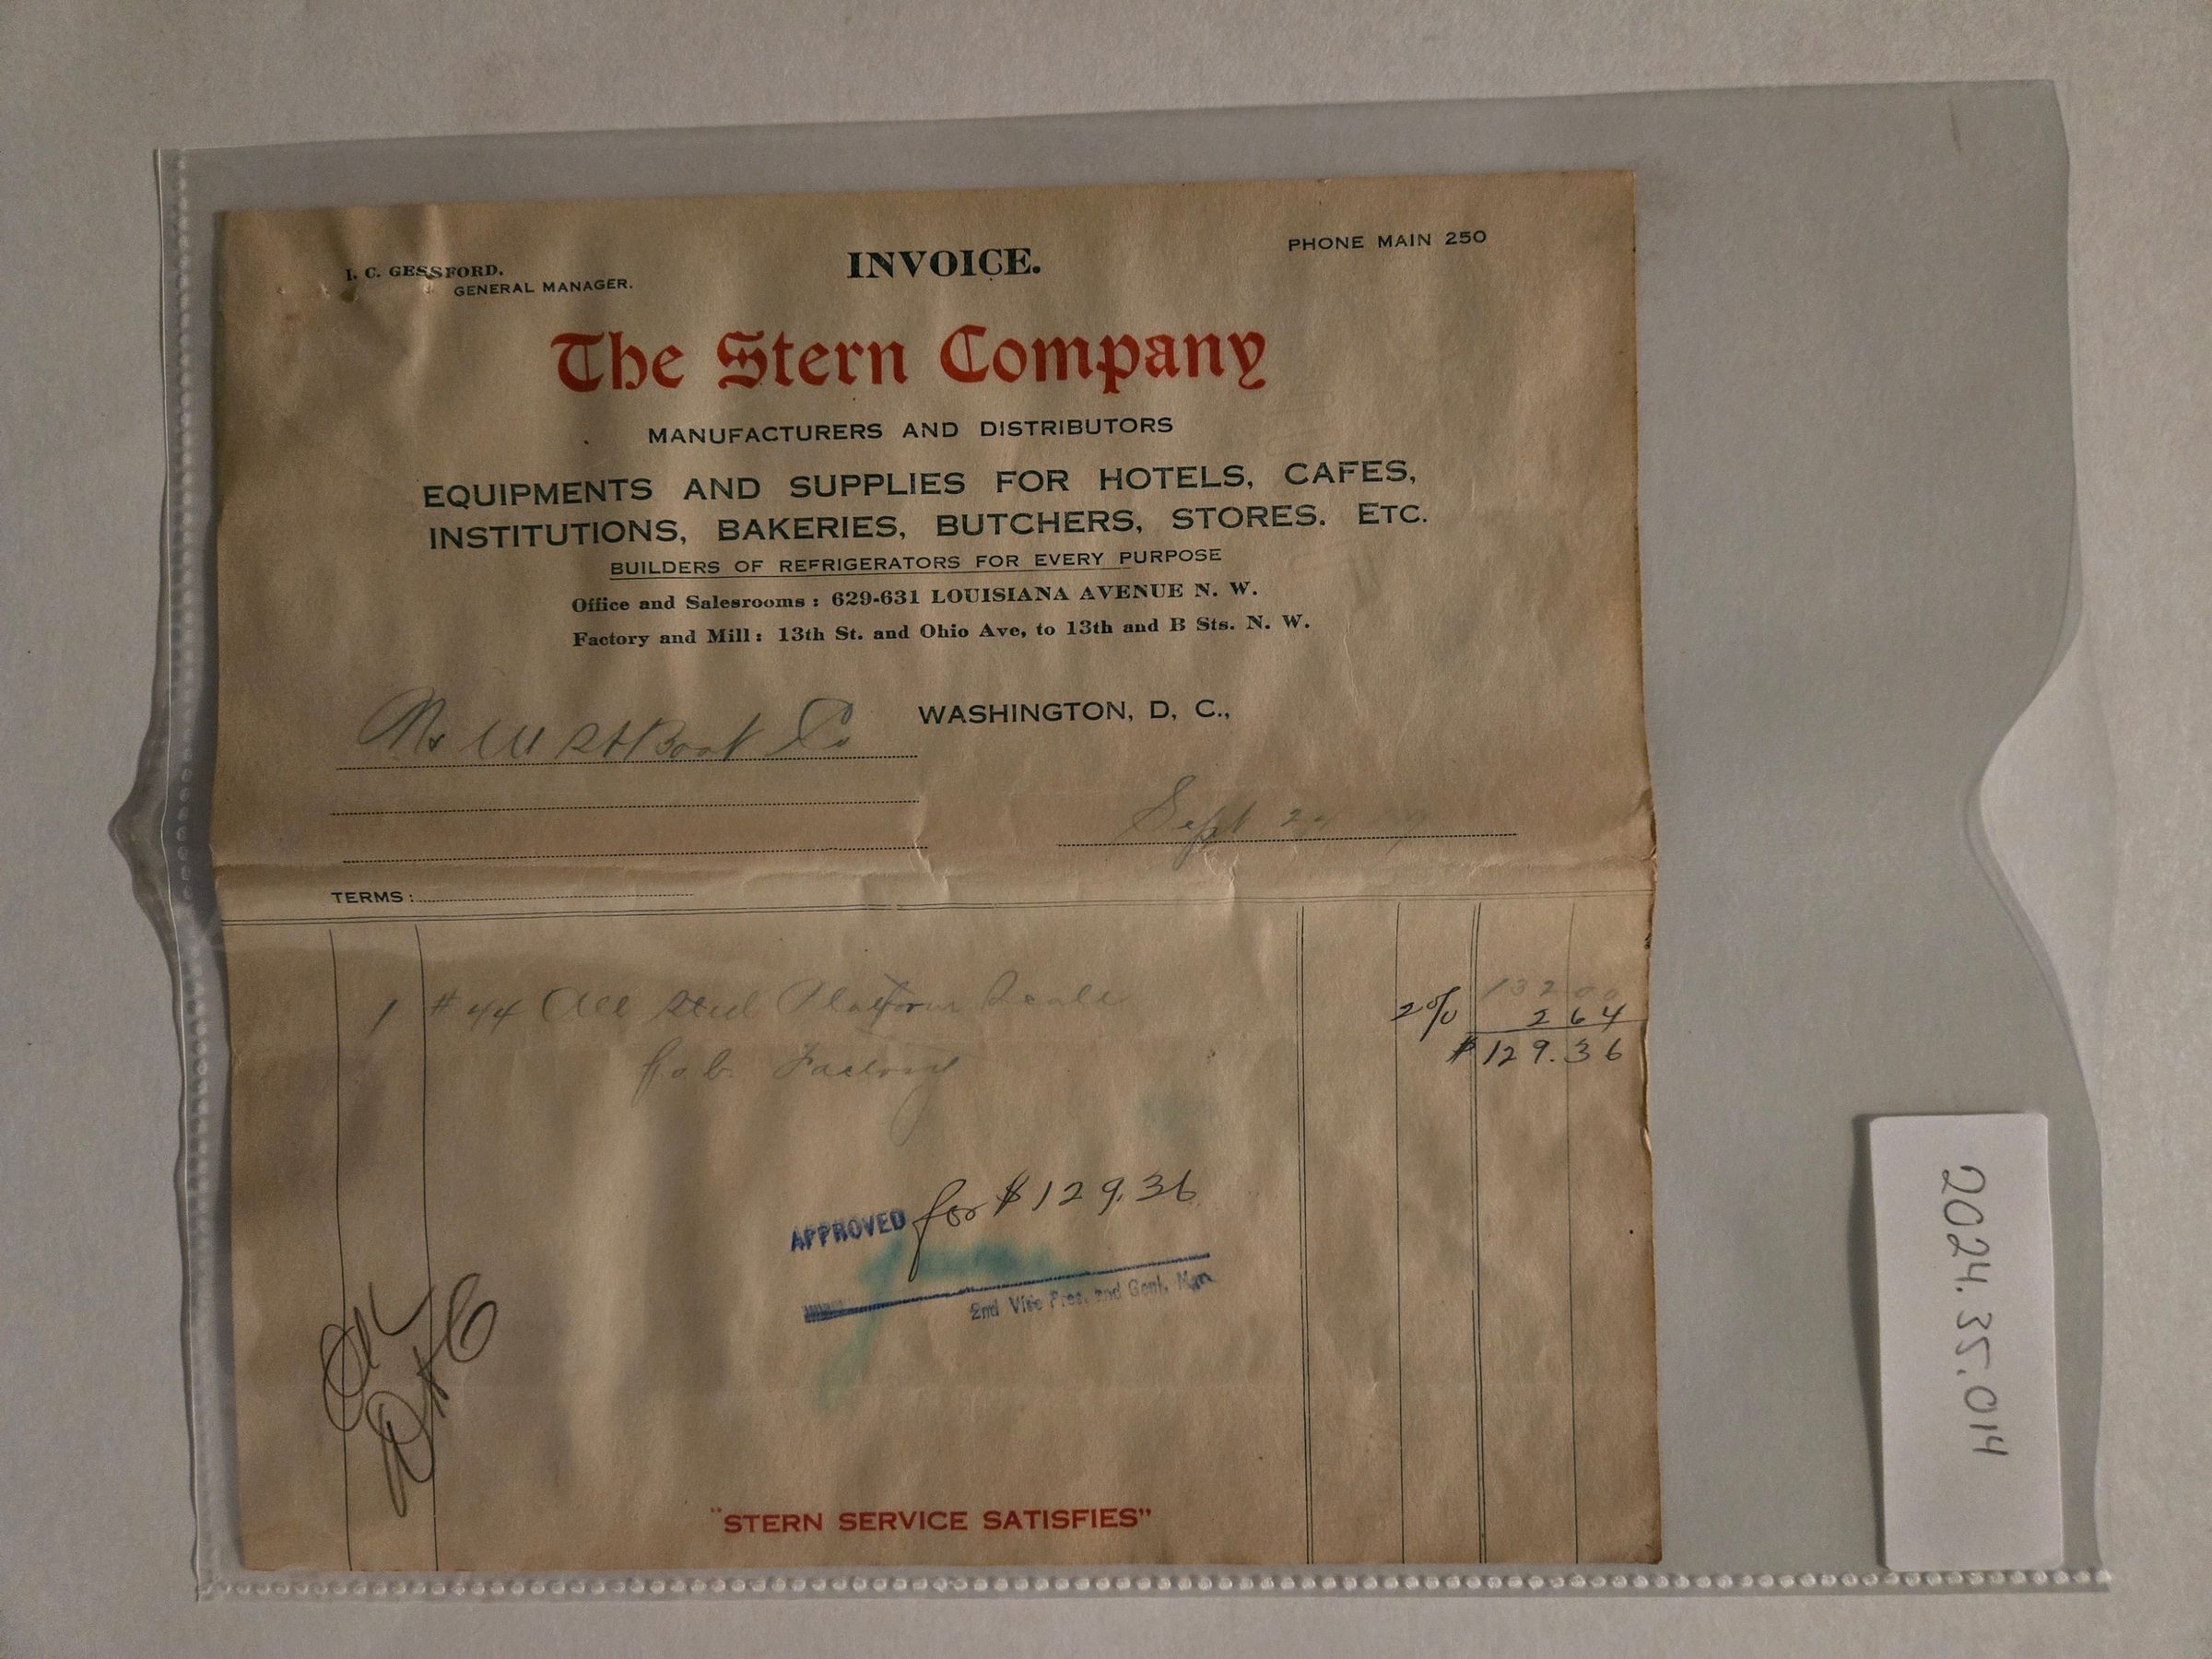 I. C. GESSFORD.
GENERAL MANAGER.
INVOICE.
PHONE MAIN 250
The Stern Company
MANUFACTURERS AND DISTRIBUTORS
EQUIPMENTS AND SUPPLIES FOR HOTELS, CAFES,
INSTITUTIONS, BAKERIES, BUTCHERS, STORES. ETC.
BUILDERS OF REFRIGERATORS FOR EVERY PURPOSE
Office and Salesrooms : 629-631 LOUISIANA AVENUE N. W.
Factory and Mill : 13th St. and Ohio Ave, to 13th and B Sts. N. W.
WASHINGTON, D, C.,
Co
Sept
TERMS :
1 # 44 All Steel Platform Scale 132 00
2% 2 64
f.o.b. Factory $129.36
APPROVED for $129.36
2nd Vice Pres. and Genl. Mgr.
OK
"STERN SERVICE SATISFIES"
2024.35.014